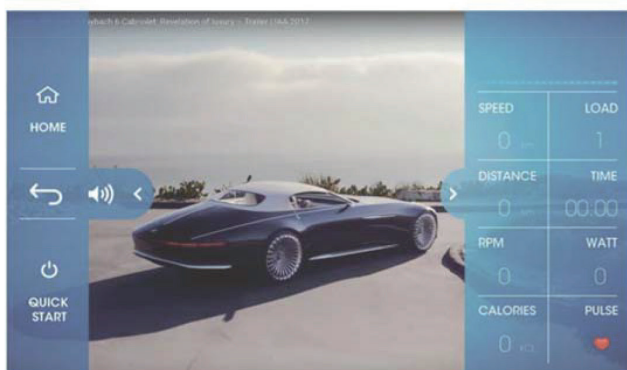 ybach 6 Cabriolet: Revelation of luxury – Trailer | IAA 2017
HOME
QUICK
START
SPEED
LOAD
0
1
DISTANCE
TIME
0
00:00
RPM
WATT
0
0
CALORIES
PULSE
0